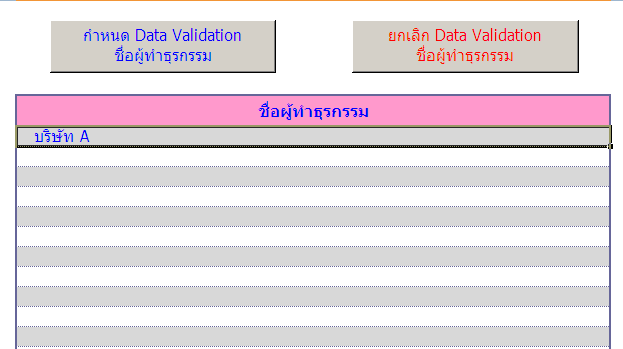 กำหนด Data Validation
ชื่อผู้ทำธุรกรรม
ยกเลิก Data Validation
ชื่อผู้ทำธุรกรรม
ชื่อผู้ทำธุรกรรม
บริษัท A